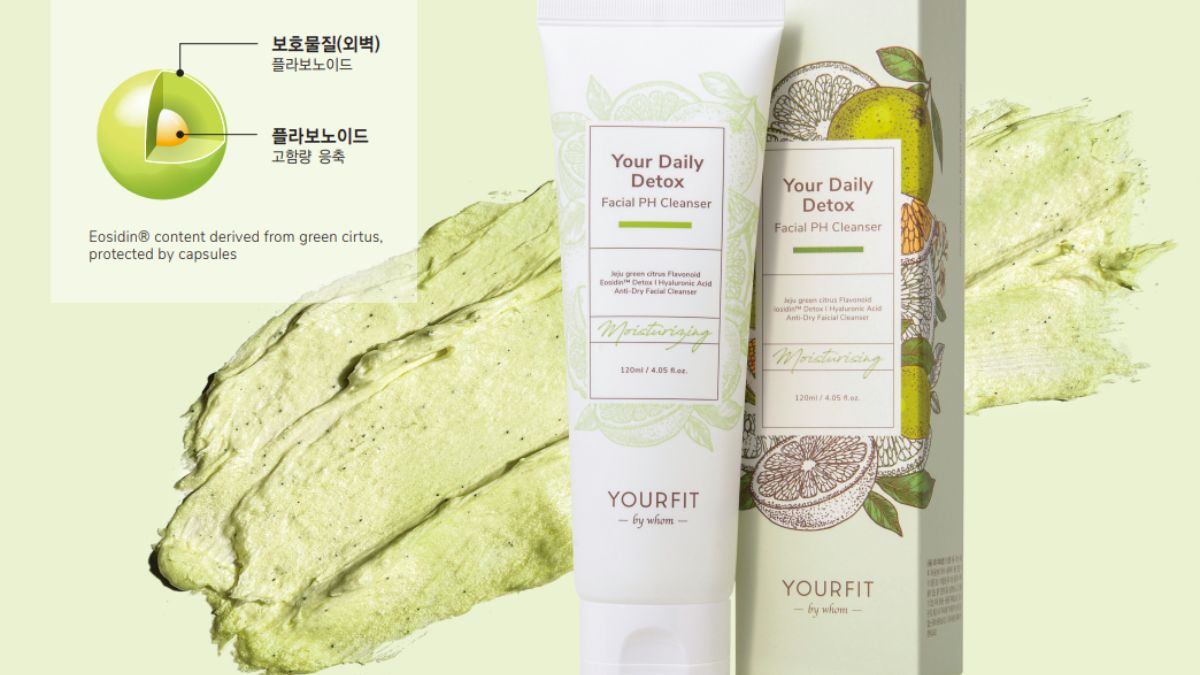 보호물질(외벽)
플라보노이드
플라보노이드
고함량 응축
Eosidin® content derived from green cirtus,
protected by capsules
Your Daily
Detox
Facial PH Cleanser
Jeju green citrus Flavonoid
Eosidin™ Detox I Hyaluronic Acid
Anti-Dry Facial Cleanser
Moisturizing
120ml / 4.05 fl.oz.
YOURFIT
by whom
Your Daily
Detox
Facial PH Cleanser
Jeju green citrus Flavonoid
Iosidin™ Detox I Hyaluronic Acid
Anti-Dry Faicial Cleanser
Moisturising
120ml / 4.05 fl.oz.
YOURFIT
by whom